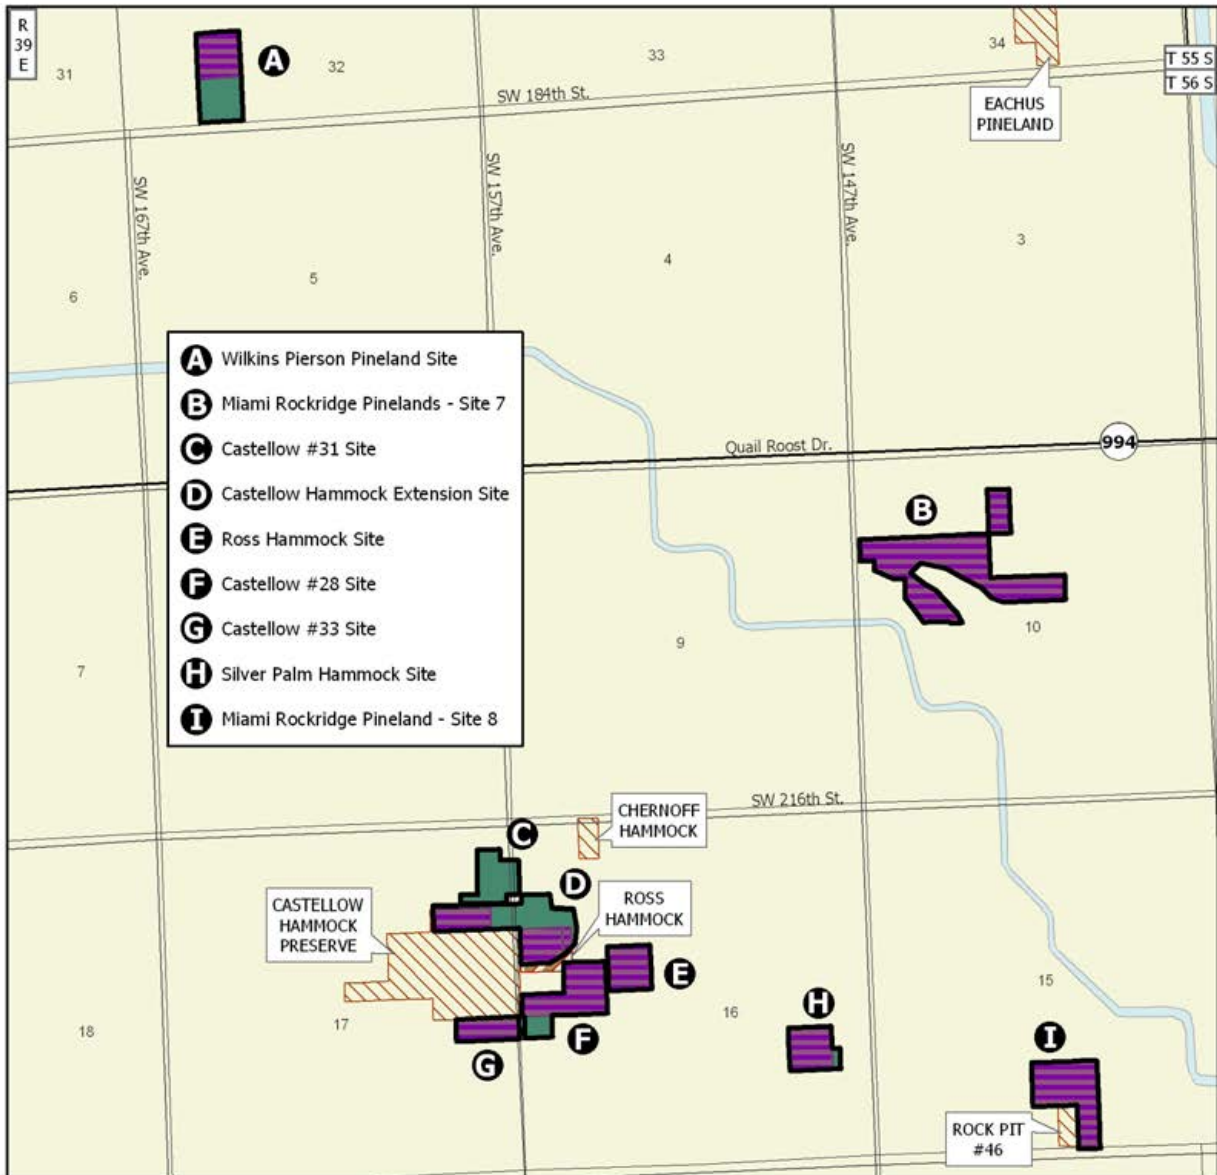 R
39
E
31
A
32
33
34
T 55 S
T 56 S
SW 184th St.
EACHUS
PINELAND
SW 167th Ave.
SW 157th Ave.
SW 147th Ave.
6
5
4
3
A Wilkins Pierson Pineland Site
B Miami Rockridge Pinelands - Site 7
C Castellow #31 Site
D Castellow Hammock Extension Site
E Ross Hammock Site
F Castellow #28 Site
G Castellow #33 Site
H Silver Palm Hammock Site
I Miami Rockridge Pineland - Site 8
Quail Roost Dr.
994
B
7
9
10
SW 216th St.
CHERNOFF
HAMMOCK
C
D
CASTELLOW
HAMMOCK
PRESERVE
ROSS
HAMMOCK
E
18
17
16
15
F
G
H
I
ROCK PIT
#46